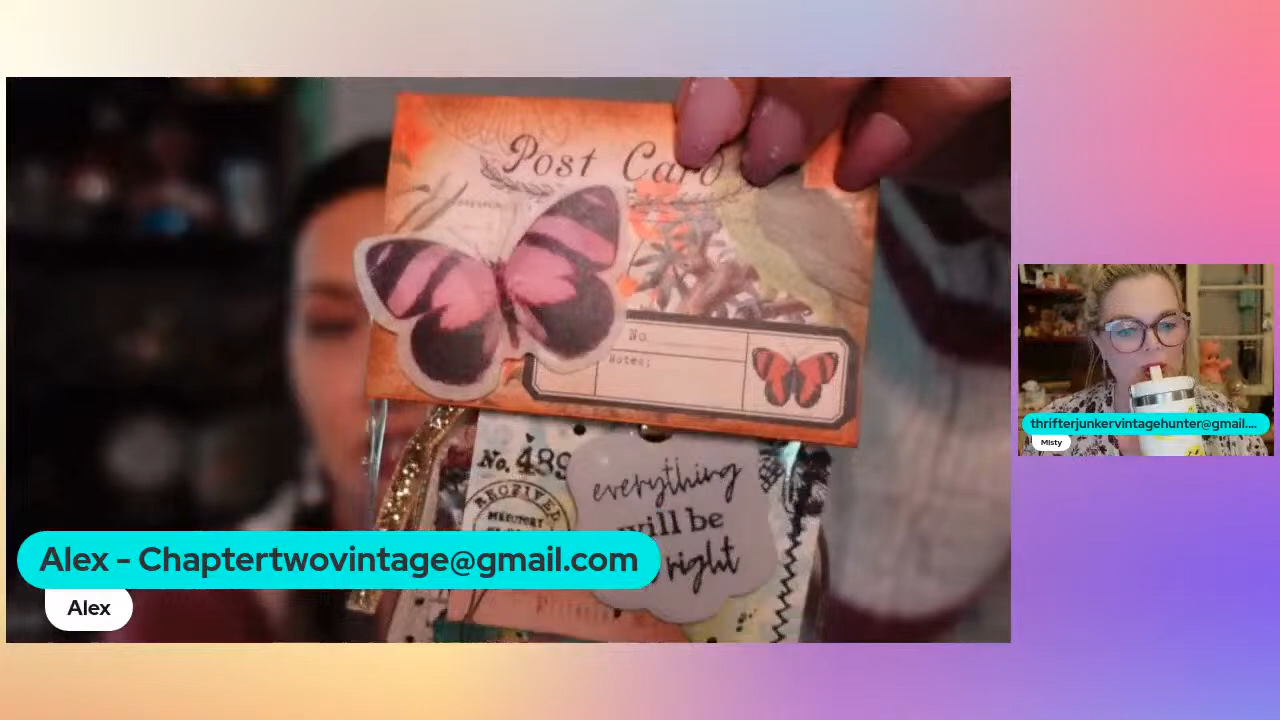 Post Card
No.
Notes:
No. 489
RECEIVED
everything
will be
right
Alex - Chaptertwovintage@gmail.com
Alex
thrifterjunkervintagehunter@gmail....
Misty